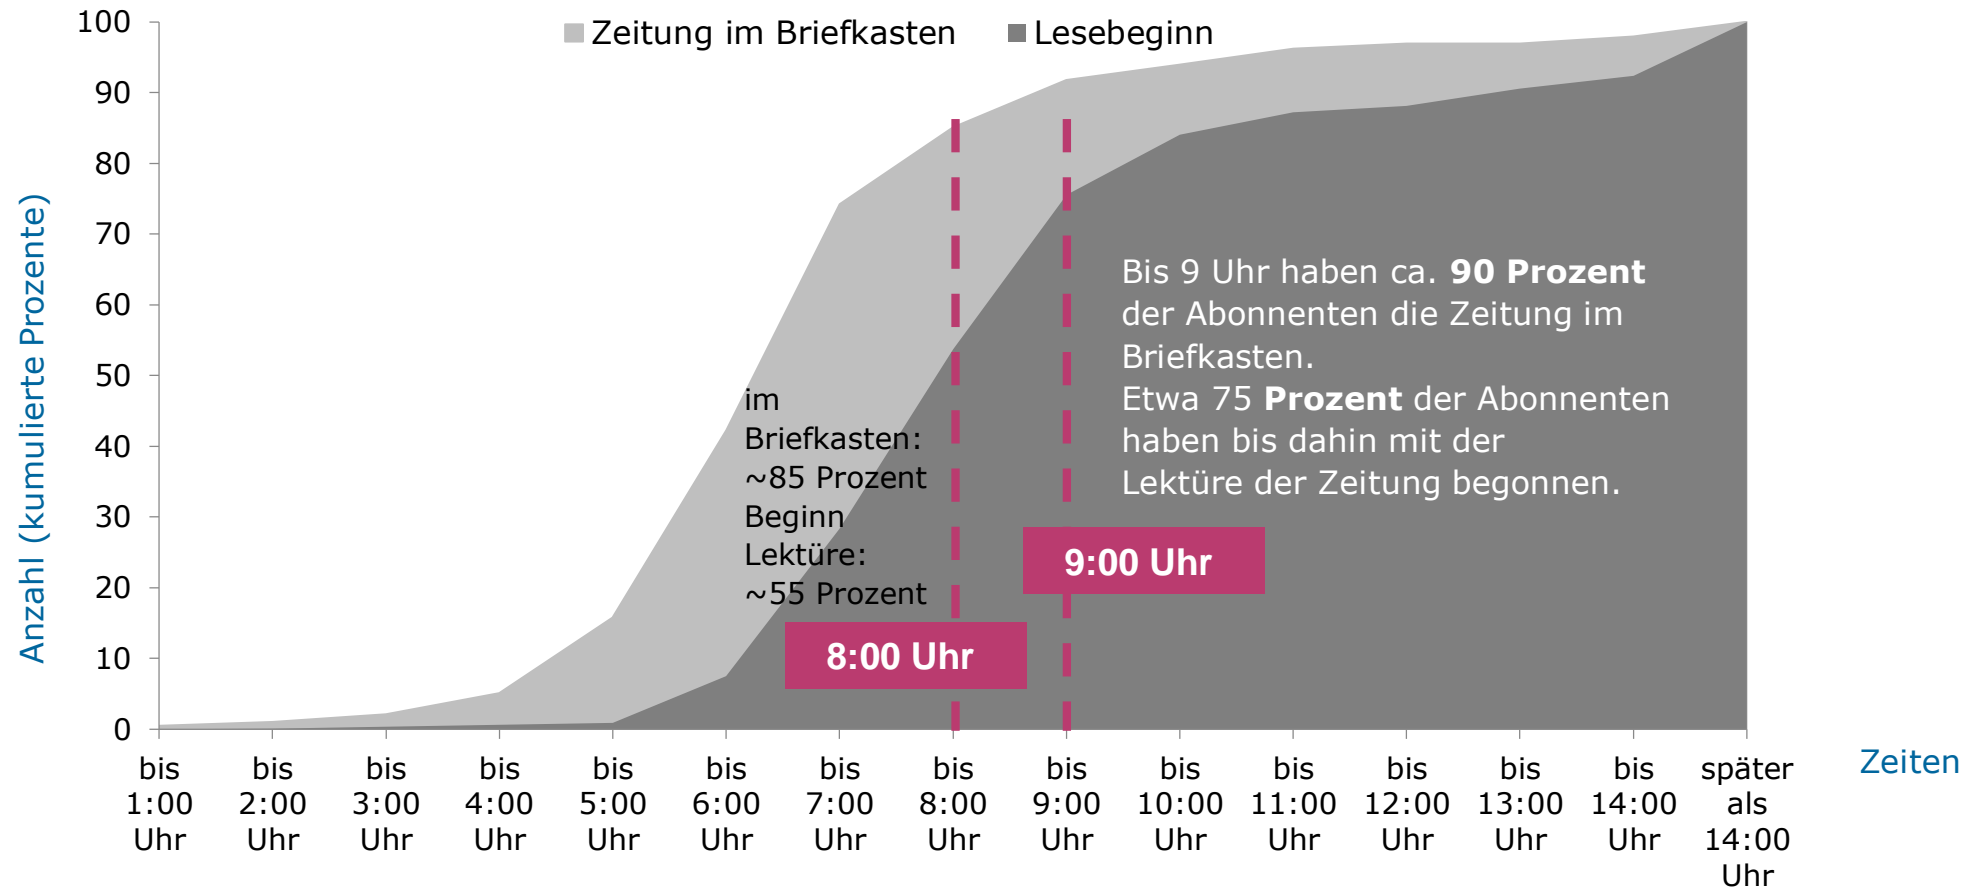 Zeitung im Briefkasten
Lesebeginn
Anzahl (kumulierte Prozente)
100
90
80
70
60
50
40
30
20
10
0
im
Briefkasten:
~85 Prozent
Beginn
Lektüre:
~55 Prozent
8:00 Uhr
Bis 9 Uhr haben ca. 90 Prozent
der Abonnenten die Zeitung im
Briefkasten.
Etwa 75 Prozent der Abonnenten
haben bis dahin mit der
Lektüre der Zeitung begonnen.
9:00 Uhr
bis
1:00
Uhr
bis
2:00
Uhr
bis
3:00
Uhr
bis
4:00
Uhr
bis
5:00
Uhr
bis
6:00
Uhr
bis
7:00
Uhr
bis
8:00
Uhr
bis
9:00
Uhr
bis
10:00
Uhr
bis
11:00
Uhr
bis
12:00
Uhr
bis
13:00
Uhr
bis
14:00
Uhr
später
als
14:00
Uhr
Zeiten